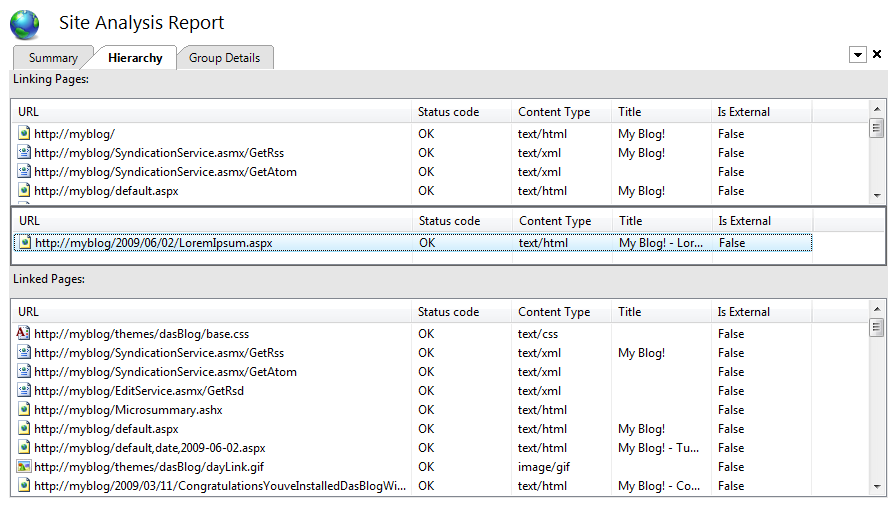 Site Analysis Report
Summary Hierarchy Group Details
Linking Pages:
URL Status code Content Type Title Is External
http://myblog/ OK text/html My Blog! False
http://myblog/SyndicationService.asmx/GetRss OK text/xml My Blog! False
http://myblog/SyndicationService.asmx/GetAtom OK text/xml False
http://myblog/default.aspx OK text/html My Blog! False
URL Status code Content Type Title Is External
http://myblog/2009/06/02/LoremIpsum.aspx OK text/html My Blog! - Lor... False
Linked Pages:
URL Status code Content Type Title Is External
http://myblog/themes/dasBlog/base.css OK text/css False
http://myblog/SyndicationService.asmx/GetRss OK text/xml My Blog! False
http://myblog/SyndicationService.asmx/GetAtom OK text/xml False
http://myblog/EditService.asmx/GetRsd OK text/xml False
http://myblog/Microsummary.ashx OK text/html False
http://myblog/default.aspx OK text/html My Blog! False
http://myblog/default,date,2009-06-02.aspx OK text/html My Blog! - Tu... False
http://myblog/themes/dasBlog/dayLink.gif OK image/gif False
http://myblog/2009/03/11/CongratulationsYouveInstalledDasBlogWi... OK text/html My Blog! - Co... False